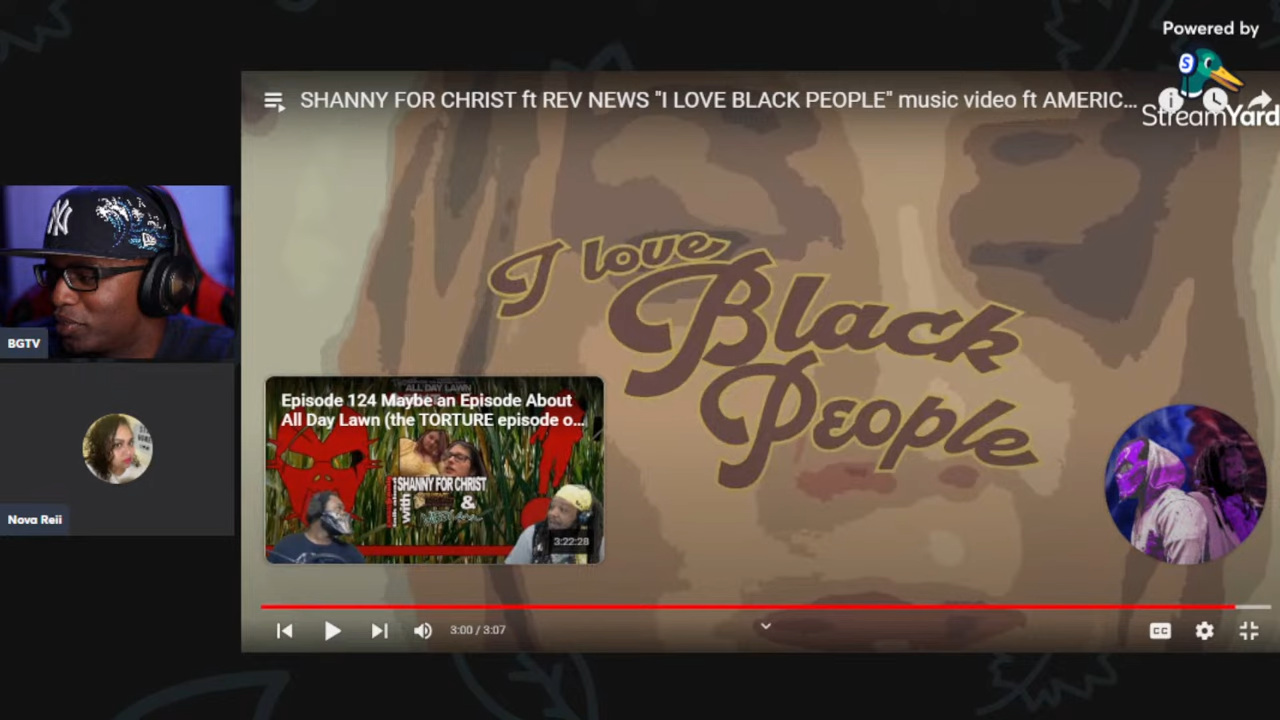 Powered by
StreamYard
SHANNY FOR CHRIST ft REV NEWS "I LOVE BLACK PEOPLE" music video ft AMERIC...
I love
Black
People
NY
BGTV
Nova Reii
ALL DAY LAWN
Episode 124 Maybe an Episode About
All Day Lawn (the TORTURE episode o...
SHANNY FOR CHRIST
with
&
3:22:28
3:00 / 3:07
CC